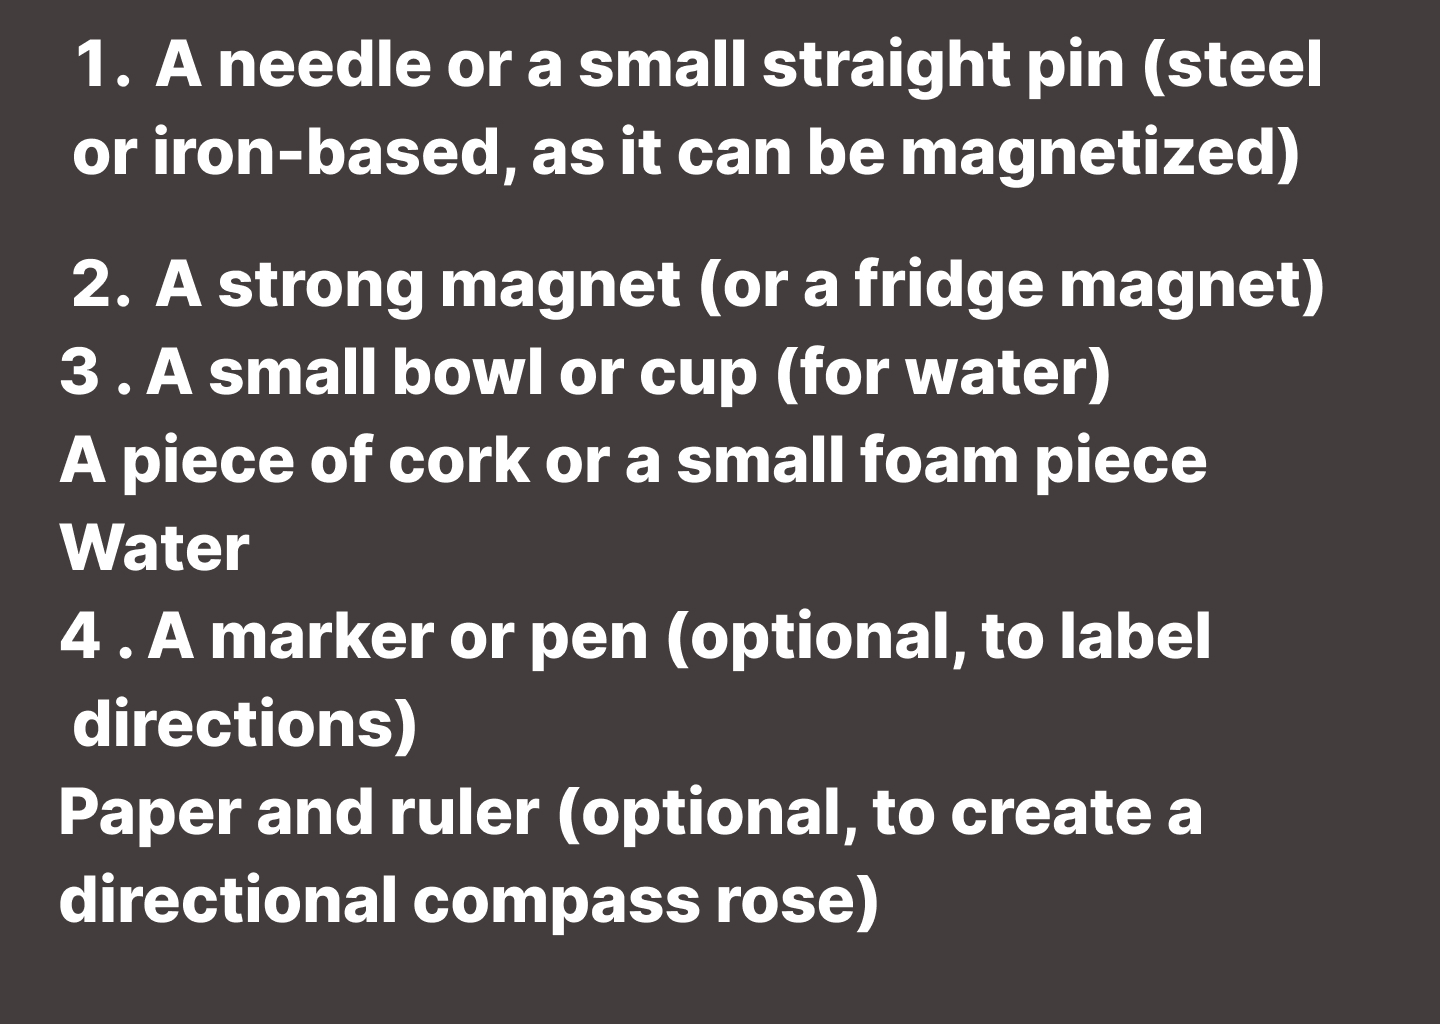 1. A needle or a small straight pin (steel
or iron-based, as it can be magnetized)
2. A strong magnet (or a fridge magnet)
3 . A small bowl or cup (for water)
A piece of cork or a small foam piece
Water
4 . A marker or pen (optional, to label
directions)
Paper and ruler (optional, to create a
directional compass rose)